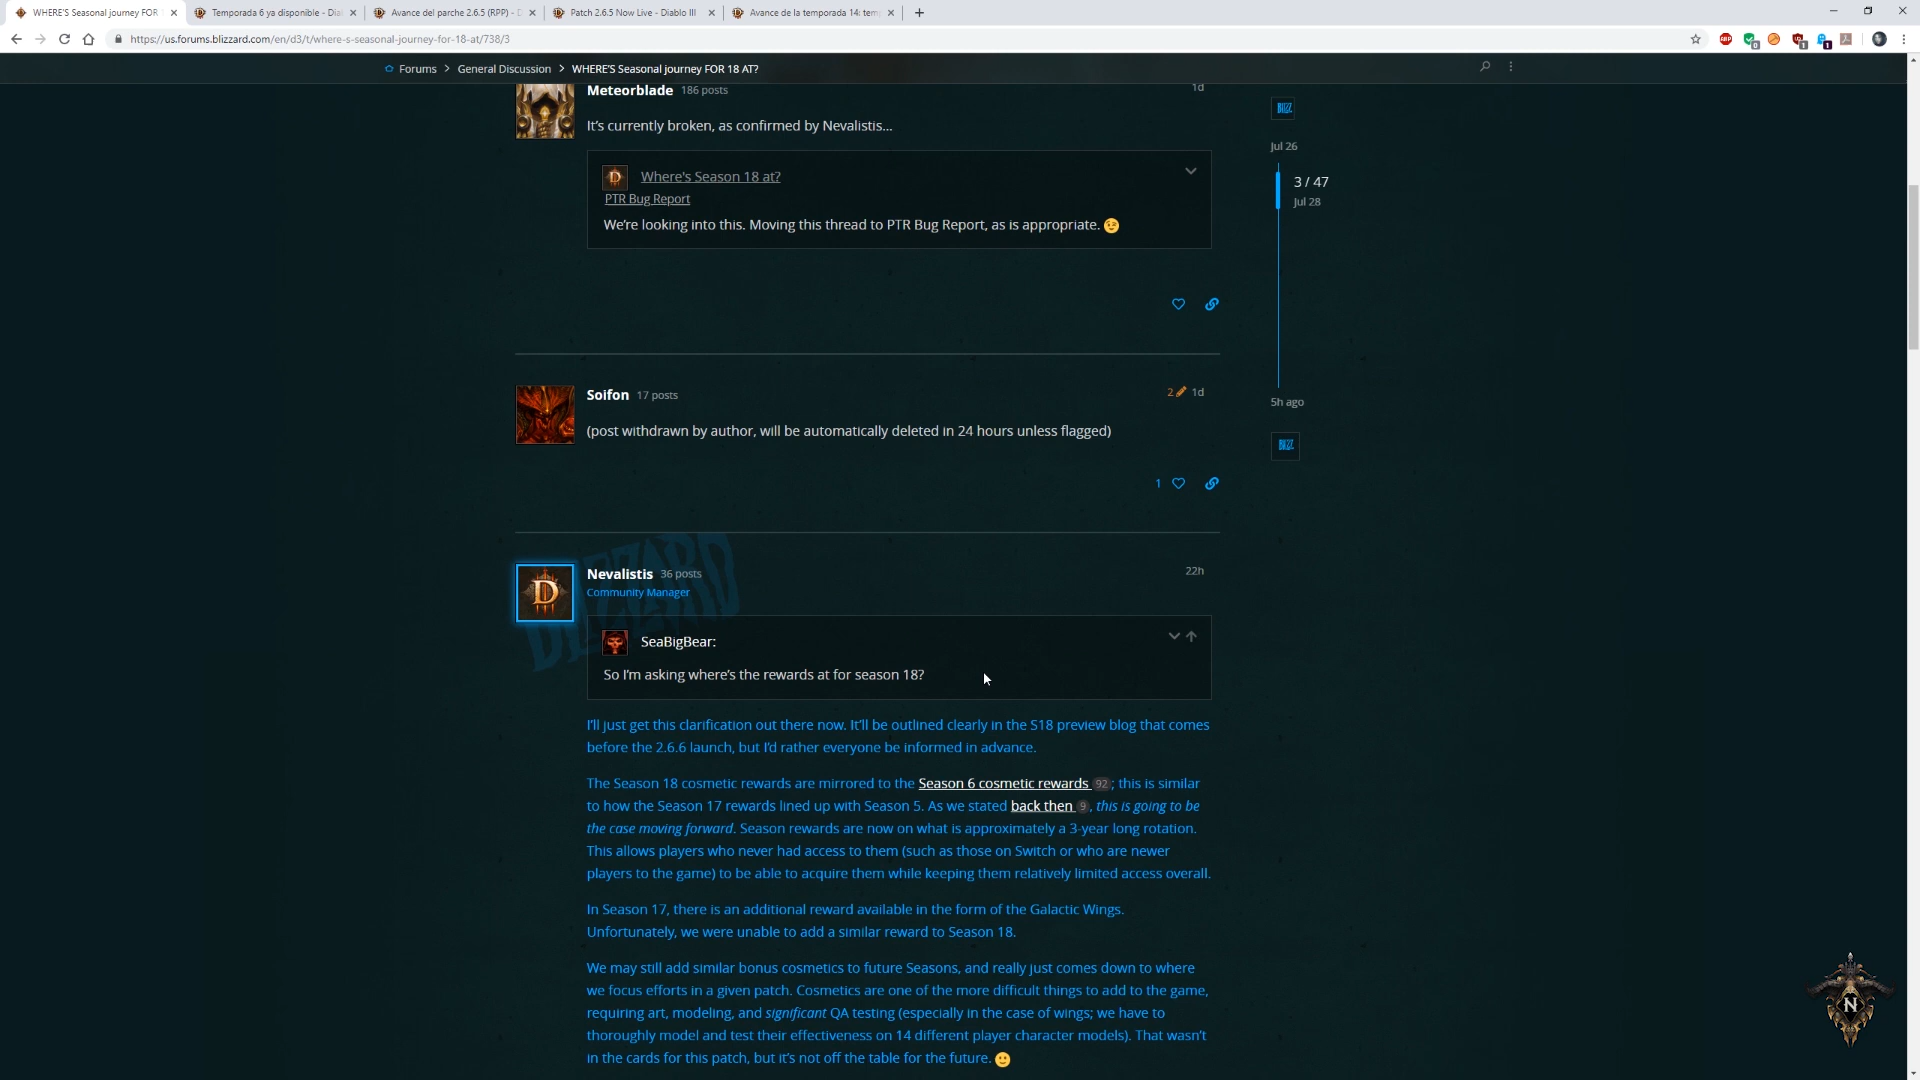 WHERE'S Seasonal journey FOR
Temporada 6 ya disponible - Dia
Avance del parche 2.6.5 (RPP) - D
Patch 2.6.5 Now Live - Diablo III
Avance de la temporada 14: tem
https://us.forums.blizzard.com/en/d3/t/where-s-seasonal-journey-for-18-at/738/3
Forums > General Discussion > WHERE'S Seasonal journey FOR 18 AT?
Meteorblade 186 posts 1d
It's currently broken, as confirmed by Nevalistis...
Where's Season 18 at?
PTR Bug Report
We're looking into this. Moving this thread to PTR Bug Report, as is appropriate. 😉
BLIZZ
Jul 26
3 / 47
Jul 28
5h ago
BLIZZ
Soifon 17 posts 2 1d
(post withdrawn by author, will be automatically deleted in 24 hours unless flagged)
1
BLIZZARD
Nevalistis 36 posts 22h
Community Manager
SeaBigBear:
So I'm asking where's the rewards at for season 18?
I'll just get this clarification out there now. It'll be outlined clearly in the S18 preview blog that comes
before the 2.6.6 launch, but I'd rather everyone be informed in advance.
The Season 18 cosmetic rewards are mirrored to the Season 6 cosmetic rewards 92; this is similar
to how the Season 17 rewards lined up with Season 5. As we stated back then 9, this is going to be
the case moving forward. Season rewards are now on what is approximately a 3-year long rotation.
This allows players who never had access to them (such as those on Switch or who are newer
players to the game) to be able to acquire them while keeping them relatively limited access overall.
In Season 17, there is an additional reward available in the form of the Galactic Wings.
Unfortunately, we were unable to add a similar reward to Season 18.
We may still add similar bonus cosmetics to future Seasons, and really just comes down to where
we focus efforts in a given patch. Cosmetics are one of the more difficult things to add to the game,
requiring art, modeling, and significant QA testing (especially in the case of wings; we have to
thoroughly model and test their effectiveness on 14 different player character models). That wasn't
in the cards for this patch, but it's not off the table for the future. 🙂
N